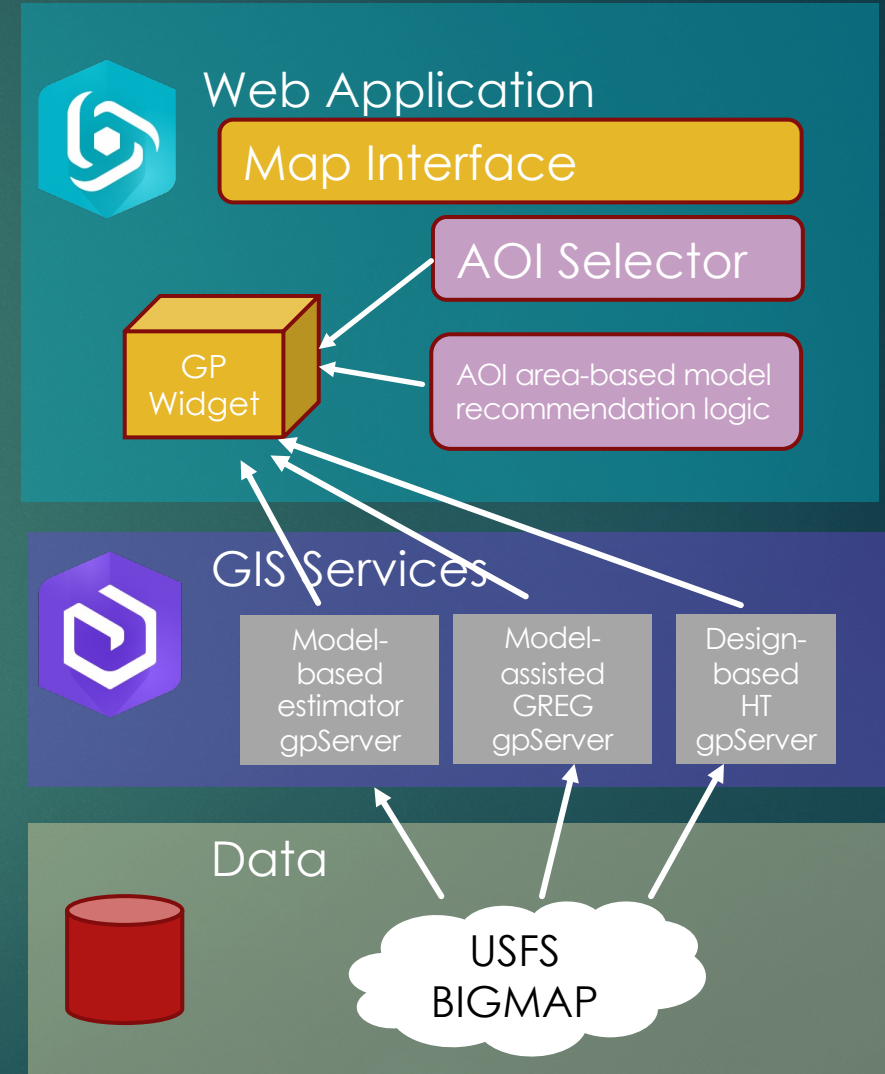 Web Application
Map Interface
AOI Selector
GP
Widget
AOI area-based model
recommendation logic
GIS Services
Model-
based
estimator
gpServer
Model-
assisted
GREG
gpServer
Design-
based
HT
gpServer
Data
USFS
BIGMAP